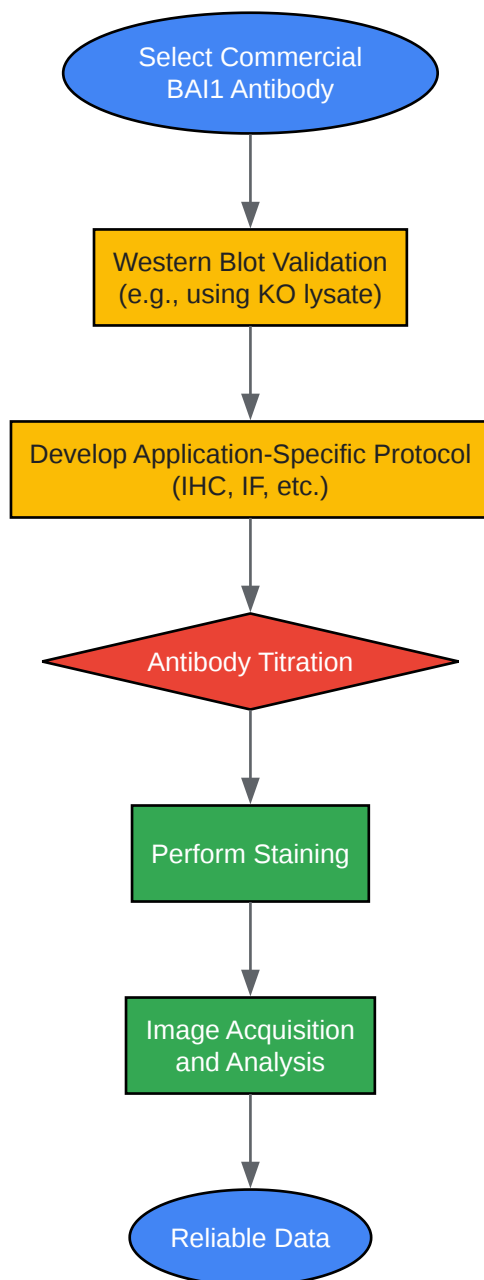 Select Commercial
BAI1 Antibody
Western Blot Validation
(e.g., using KO lysate)
Develop Application-Specific Protocol
(IHC, IF, etc.)
Antibody Titration
Perform Staining
Image Acquisition
and Analysis
Reliable Data